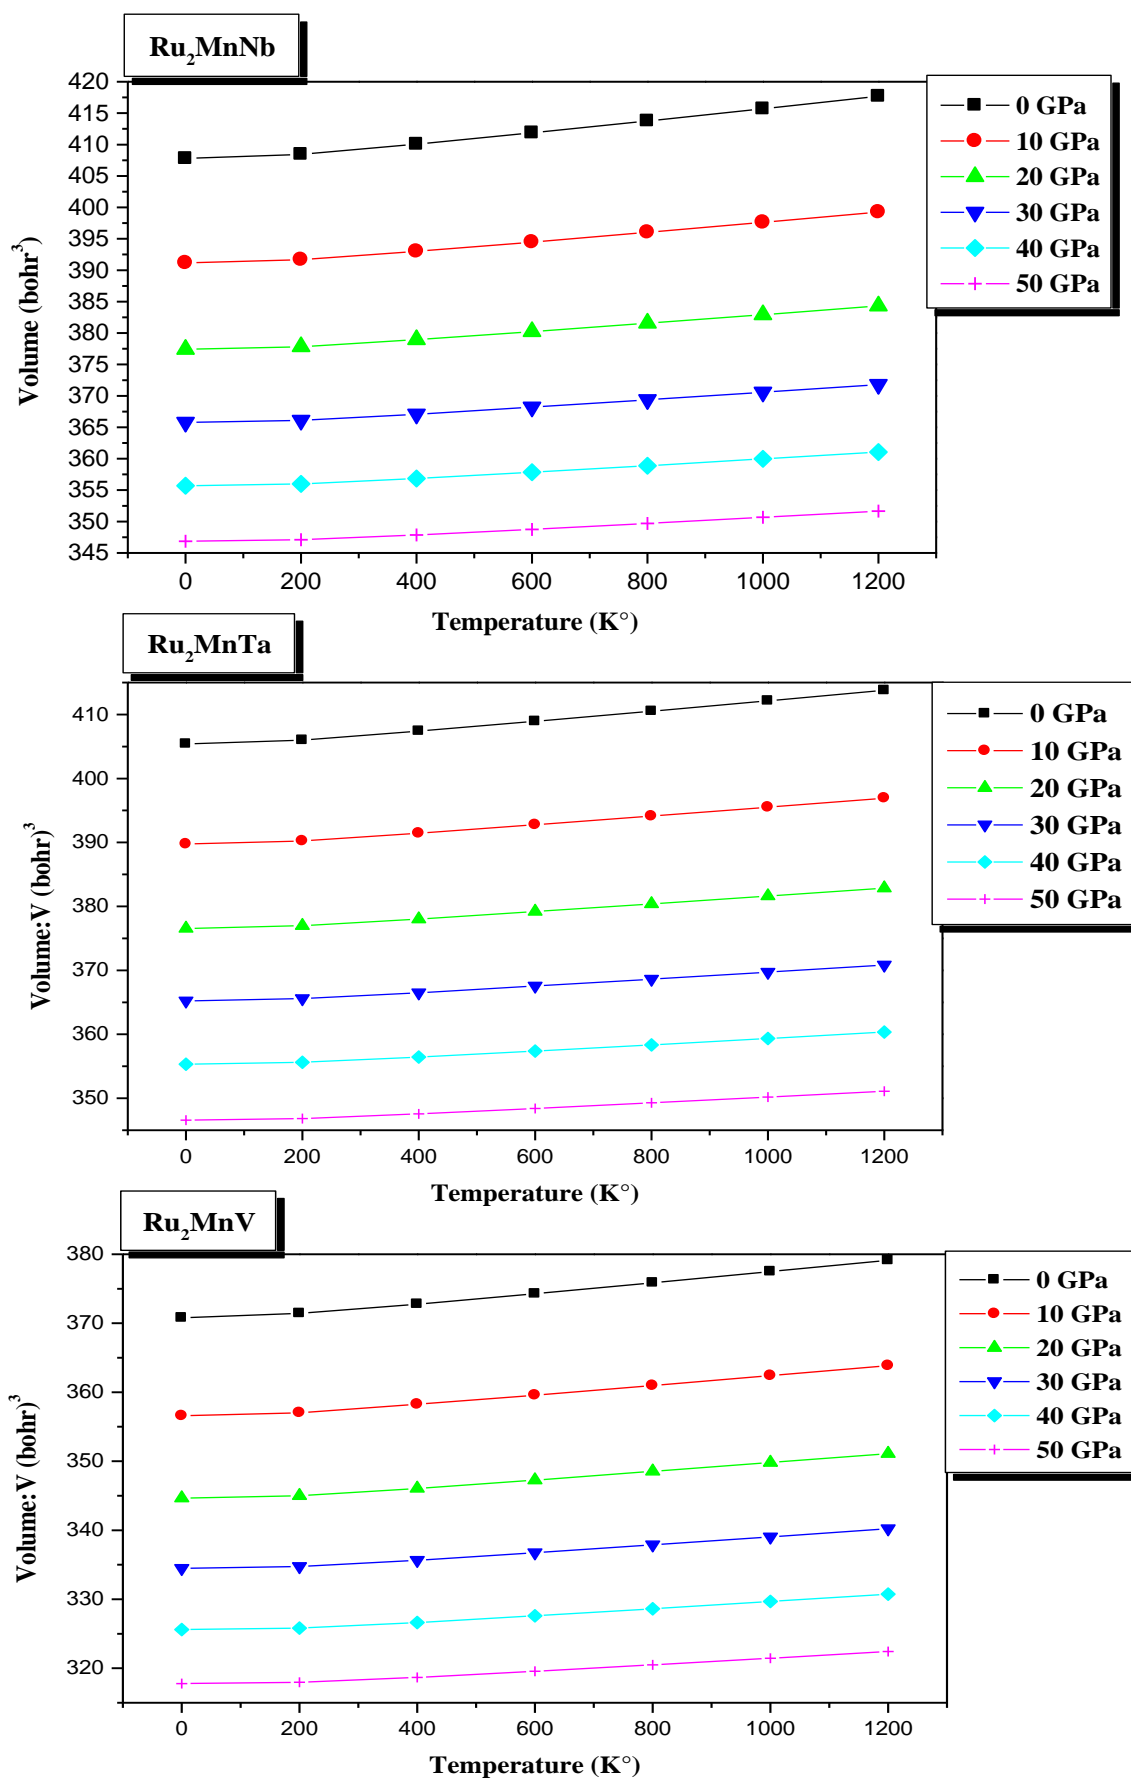 Ru₂MnNb
420
415
410
405
400
395
390
385
380
375
370
365
360
355
350
345
Volume (bohr³)
0 200 400 600 800 1000 1200
Temperature (K°)
0 GPa
10 GPa
20 GPa
30 GPa
40 GPa
50 GPa
Ru₂MnTa
410
400
390
380
370
360
350
Volume:V (bohr)³
0 200 400 600 800 1000 1200
Temperature (K°)
0 GPa
10 GPa
20 GPa
30 GPa
40 GPa
50 GPa
Ru₂MnV
380
370
360
350
340
330
320
Volume:V (bohr)³
0 200 400 600 800 1000 1200
Temperature (K°)
0 GPa
10 GPa
20 GPa
30 GPa
40 GPa
50 GPa